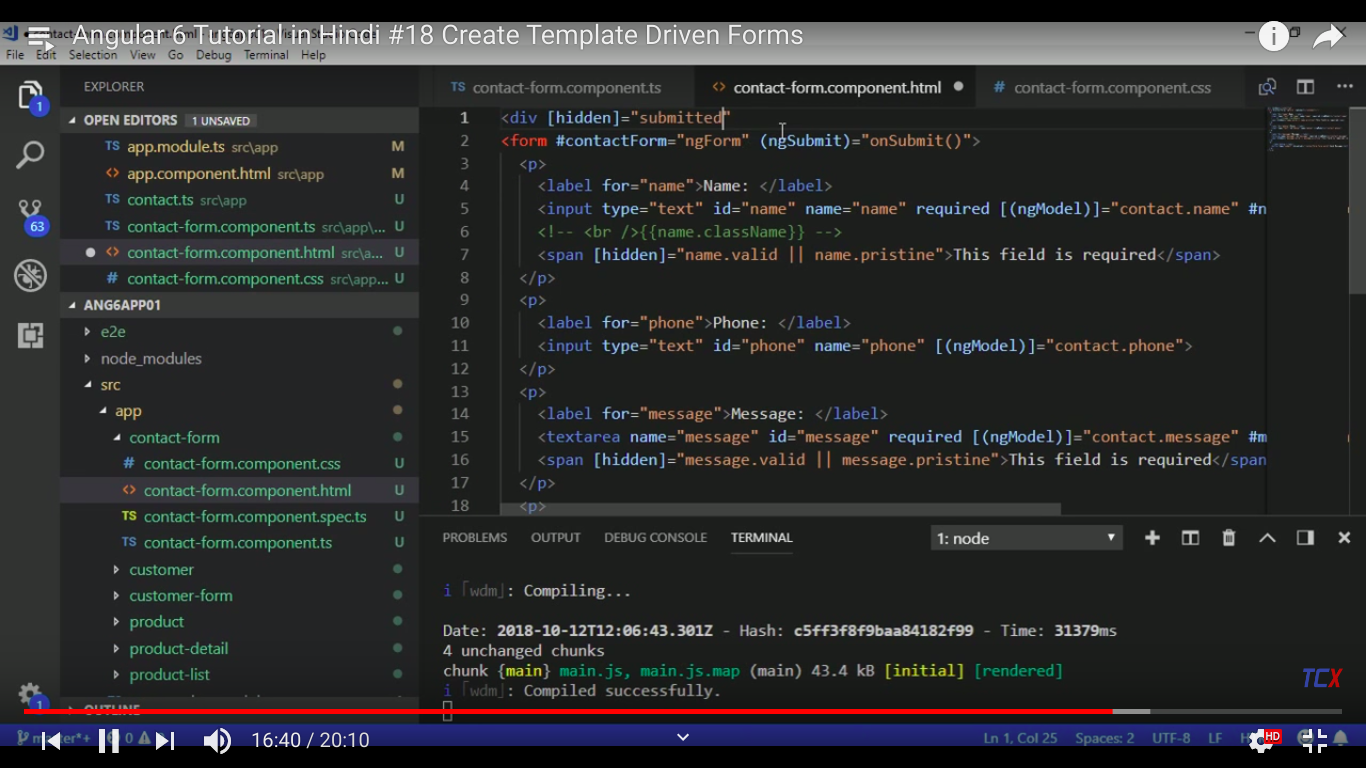 Angular 6 Tutorial in Hindi #18 Create Template Driven Forms
File Edit Selection View Go Debug Terminal Help
EXPLORER
OPEN EDITORS 1 UNSAVED
TS app.module.ts src\app M
<> app.component.html src\app M
TS contact.ts src\app U
TS contact-form.component.ts src\app\... U
<> contact-form.component.html src\a... U
# contact-form.component.css src\app... U
ANG6APP01
e2e
node_modules
src
app
contact-form
# contact-form.component.css U
<> contact-form.component.html U
TS contact-form.component.spec.ts U
TS contact-form.component.ts U
customer
customer-form
product
product-detail
product-list
OUTLINE
1
63
1
TS contact-form.component.ts <> contact-form.component.html # contact-form.component.css
1 <div [hidden]="submitted"
2 <form #contactForm="ngForm" (ngSubmit)="onSubmit()">
3 <p>
4 <label for="name">Name: </label>
5 <input type="text" id="name" name="name" required [(ngModel)]="contact.name" #n
6 <!-- <br />{{name.className}} -->
7 <span [hidden]="name.valid || name.pristine">This field is required</span>
8 </p>
9 <p>
10 <label for="phone">Phone: </label>
11 <input type="text" id="phone" name="phone" [(ngModel)]="contact.phone">
12 </p>
13 <p>
14 <label for="message">Message: </label>
15 <textarea name="message" id="message" required [(ngModel)]="contact.message" #m
16 <span [hidden]="message.valid || message.pristine">This field is required</span
17 </p>
18 <p>
PROBLEMS OUTPUT DEBUG CONSOLE TERMINAL 1: node
i ｢wdm｣: Compiling...
Date: 2018-10-12T12:06:43.301Z - Hash: c5ff3f8f9baa84182f99 - Time: 31379ms
4 unchanged chunks
chunk {main} main.js, main.js.map (main) 43.4 kB [initial] [rendered]
i ｢wdm｣: Compiled successfully.
TCX
16:40 / 20:10
Ln 1, Col 25 Spaces: 2 UTF-8 LF
HD